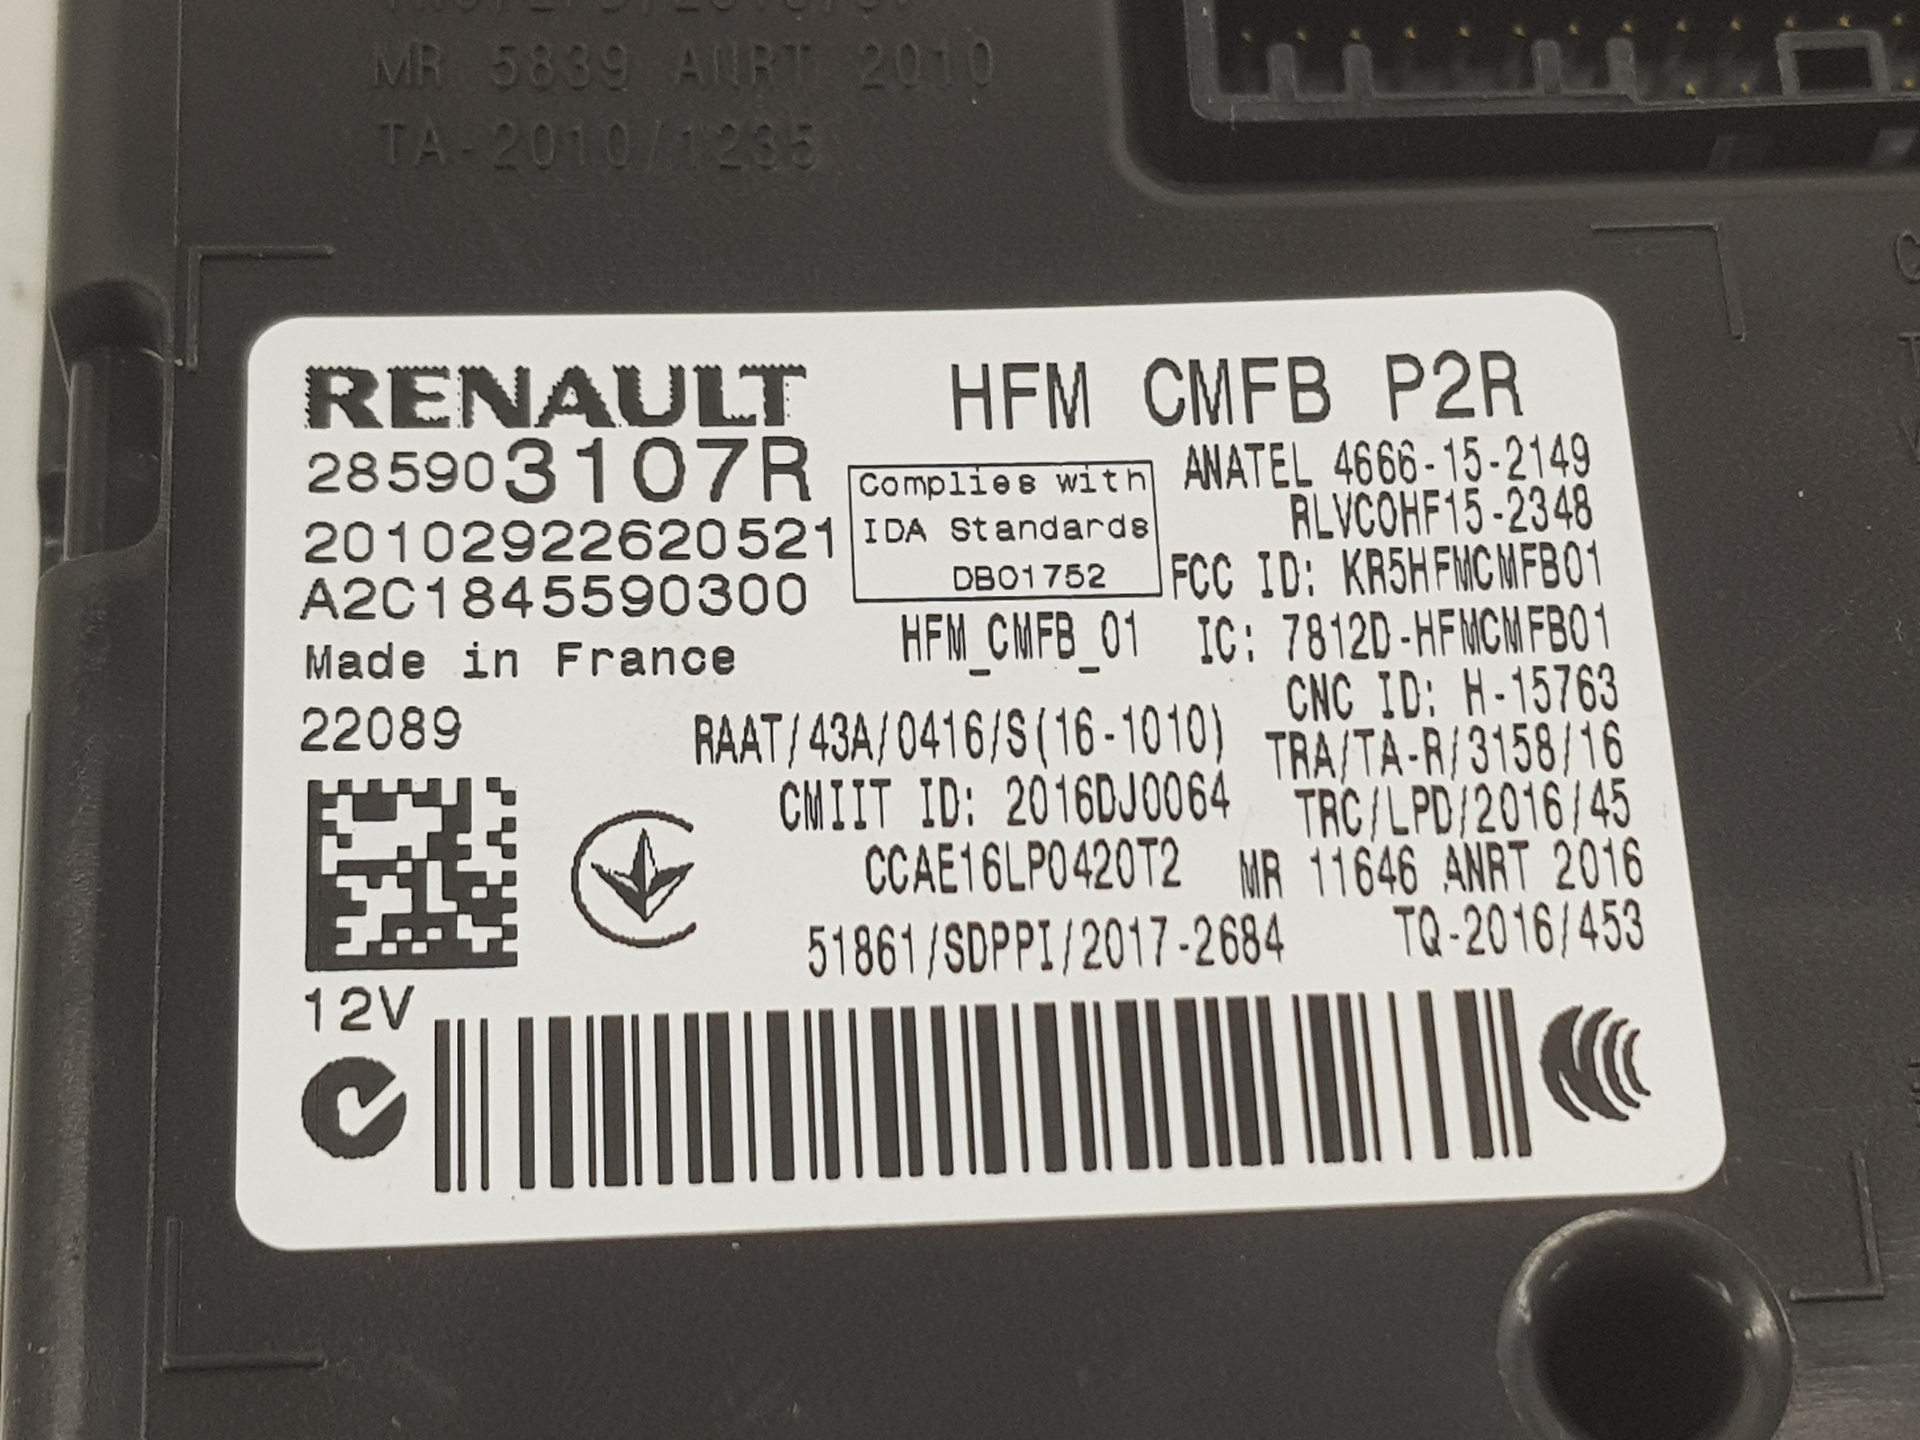 MR 5839 ANRT 2010
TA-2010/1235
RENAULT
HFM CMFB P2R
285903107R
20102922620521
A2C1845590300
Made in France
22089
Complies with
IDA Standards
DB01752
HFM_CMFB_01
ANATEL 4666-15-2149
RLVCOHF15-2348
FCC ID: KR5HFMCMFB01
IC: 7812D-HFMCMFB01
CNC ID: H-15763
RAAT/43A/0416/S(16-1010)
TRA/TA-R/3158/16
CMIIT ID: 2016DJ0064
TRC/LPD/2016/45
CCAE16LP0420T2
MR 11646 ANRT 2016
51861/SDPPI/2017-2684
TQ-2016/453
12V